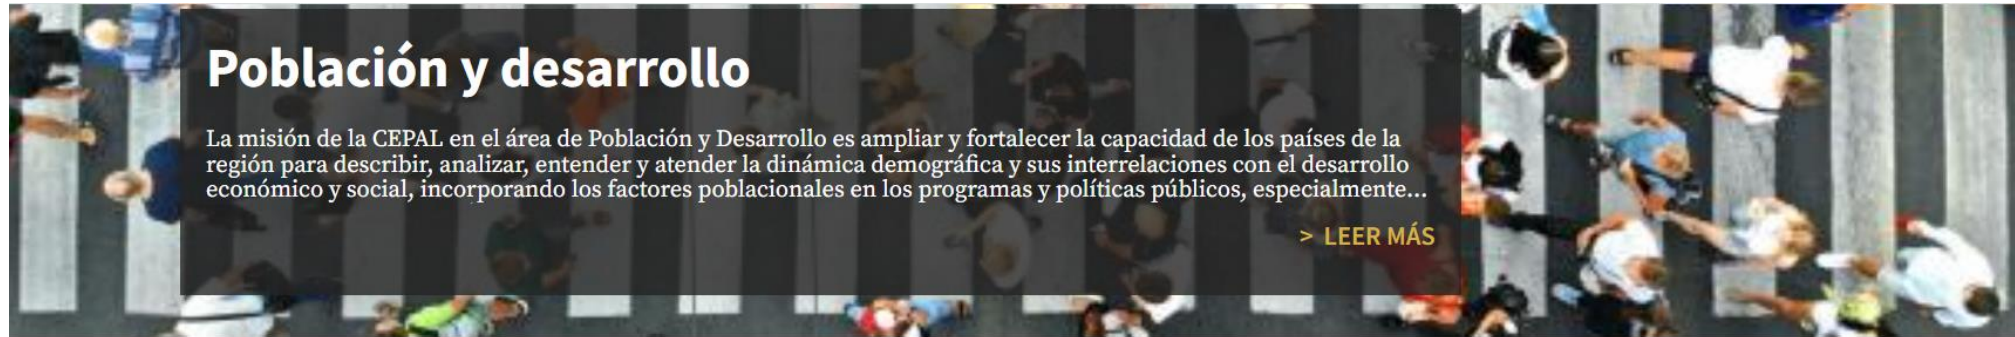 Población y desarrollo
La misión de la CEPAL en el área de Población y Desarrollo es ampliar y fortalecer la capacidad de los países de la
región para describir, analizar, entender y atender la dinámica demográfica y sus interrelaciones con el desarrollo
económico y social, incorporando los factores poblacionales en los programas y políticas públicos, especialmente...
> LEER MÁS